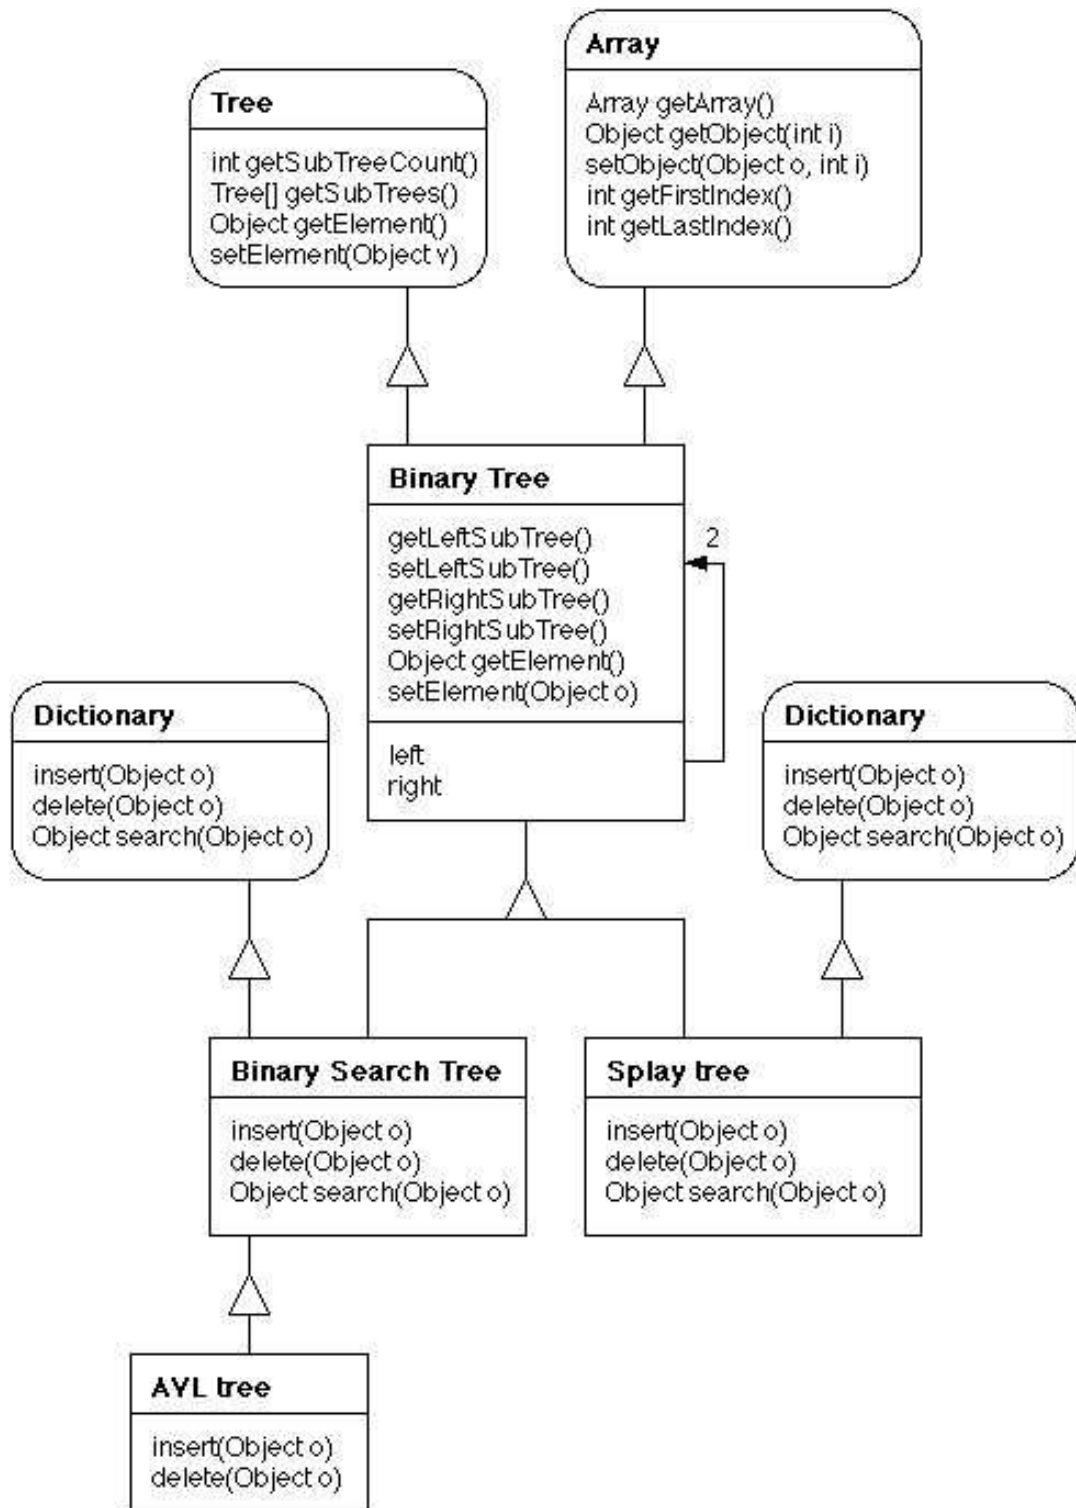 Array
Array getArray()
Object getObject(int i)
setObject(Object o, int i)
int getFirstIndex()
int getLastIndex()
Tree
int getSubTreeCount()
Tree[] getSubTrees()
Object getElement()
setElement(Object v)
Binary Tree
getLeftSubTree()
setLeftSubTree()
getRightSubTree()
setRightSubTree()
Object getElement()
setElement(Object o)
left
right
2
Dictionary
insert(Object o)
delete(Object o)
Object search(Object o)
Dictionary
insert(Object o)
delete(Object o)
Object search(Object o)
Binary Search Tree
insert(Object o)
delete(Object o)
Object search(Object o)
Splay tree
insert(Object o)
delete(Object o)
Object search(Object o)
AVL tree
insert(Object o)
delete(Object o)